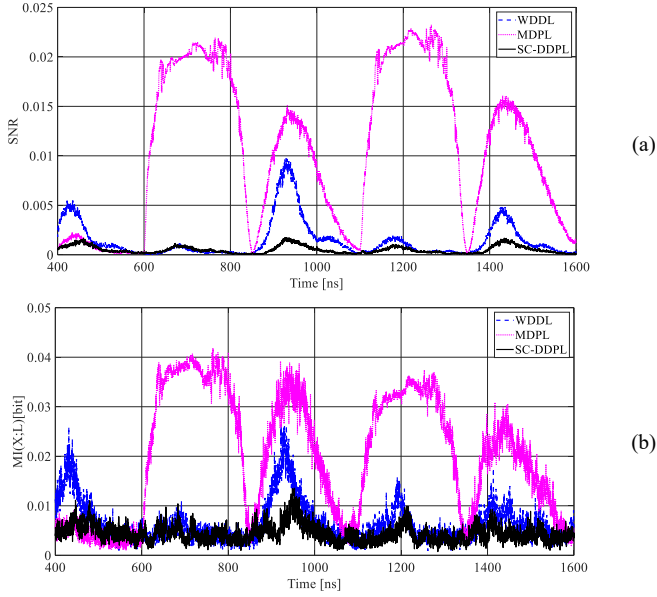 0.025
0.02
0.015
0.01
0.005
0
SNR
WDDL
MDPL
SC-DDPL
400 600 800 1000 1200 1400 1600
Time [ns]
(a)
0.05
0.04
0.03
0.02
0.01
0
MI(X;L)[bit]
WDDL
MDPL
SC-DDPL
400 600 800 1000 1200 1400 1600
Time [ns]
(b)